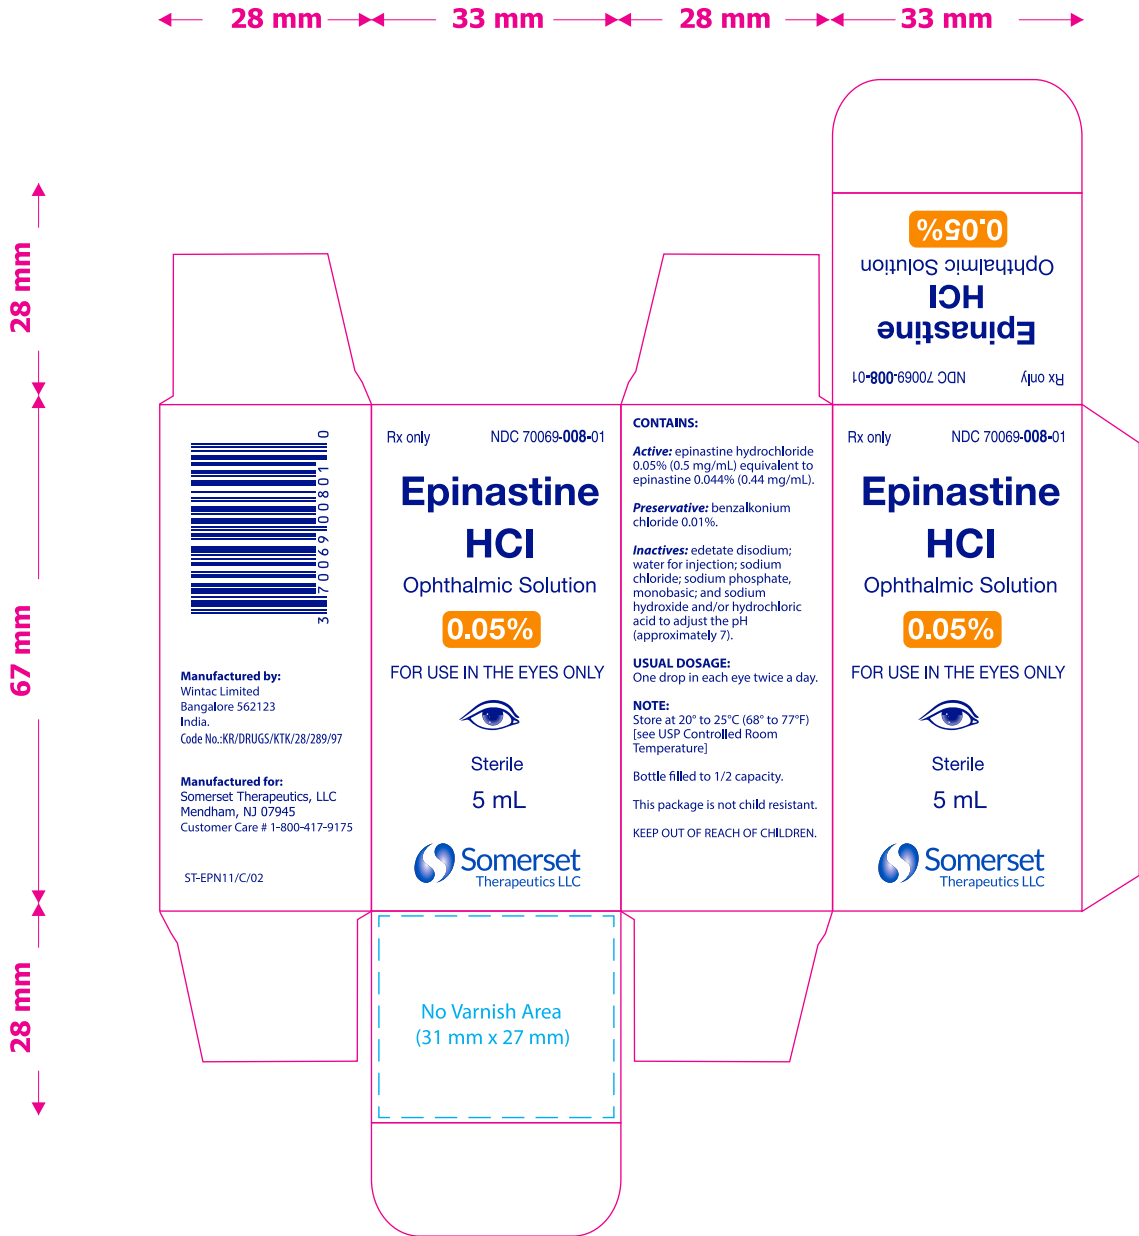 28 mm
33 mm
28 mm
33 mm
28 mm
67 mm
28 mm
0.05%
Ophthalmic Solution
HCl
Epinastine
Rx only
NDC 70069-008-01
3 70069 00801 0
Manufactured by:
Wintac Limited
Bangalore 562123
India.
Code No.:KR/DRUGS/KTK/28/289/97
Manufactured for:
Somerset Therapeutics, LLC
Mendham, NJ 07945
Customer Care # 1-800-417-9175
ST-EPN11/C/02
Rx only
NDC 70069-008-01
Epinastine
HCl
Ophthalmic Solution
0.05%
FOR USE IN THE EYES ONLY
Sterile
5 mL
Somerset
Therapeutics LLC
No Varnish Area
(31 mm x 27 mm)
CONTAINS:
Active: epinastine hydrochloride
0.05% (0.5 mg/mL) equivalent to
epinastine 0.044% (0.44 mg/mL).
Preservative: benzalkonium
chloride 0.01%.
Inactives: edetate disodium;
water for injection; sodium
chloride; sodium phosphate,
monobasic; and sodium
hydroxide and/or hydrochloric
acid to adjust the pH
(approximately 7).
USUAL DOSAGE:
One drop in each eye twice a day.
NOTE:
Store at 20° to 25°C (68° to 77°F)
[see USP Controlled Room
Temperature]
Bottle filled to 1/2 capacity.
This package is not child resistant.
KEEP OUT OF REACH OF CHILDREN.
Rx only
NDC 70069-008-01
Epinastine
HCl
Ophthalmic Solution
0.05%
FOR USE IN THE EYES ONLY
Sterile
5 mL
Somerset
Therapeutics LLC